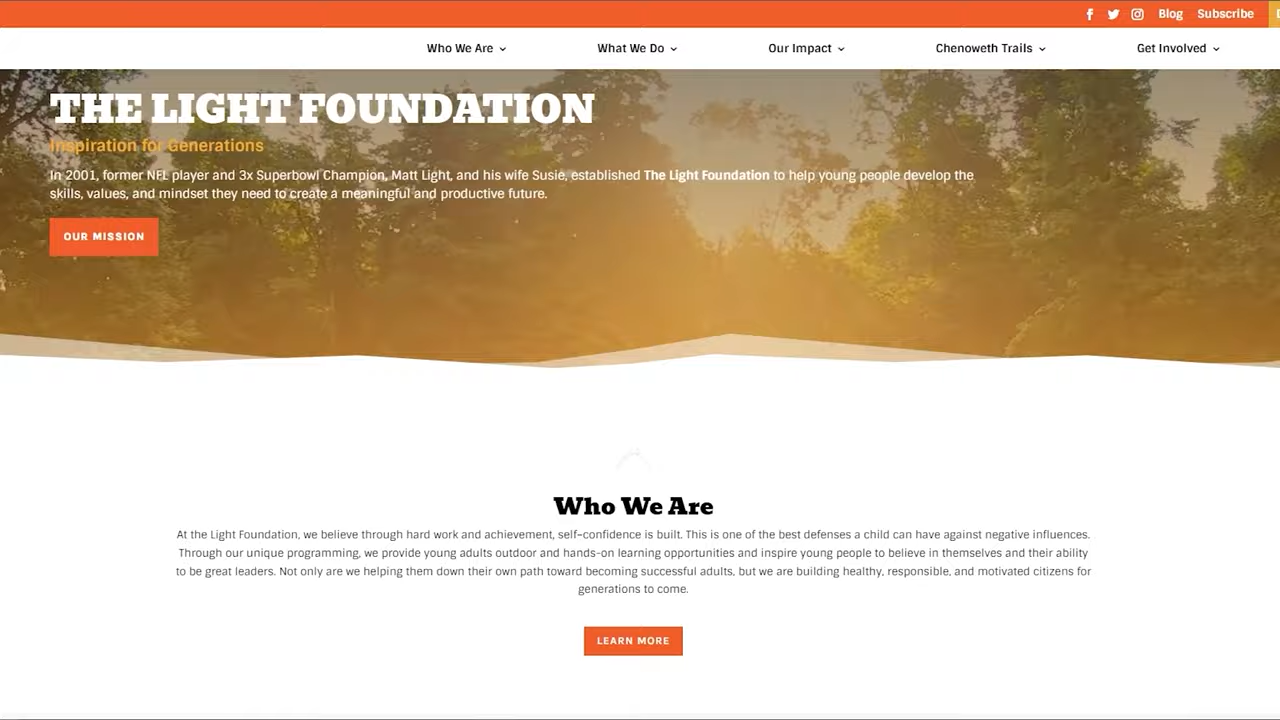 Blog Subscribe
Who We Are What We Do Our Impact Chenoweth Trails Get Involved
THE LIGHT FOUNDATION
Inspiration for Generations
In 2001, former NFL player and 3x Superbowl Champion, Matt Light, and his wife Susie, established The Light Foundation to help young people develop the
skills, values, and mindset they need to create a meaningful and productive future.
OUR MISSION
Who We Are
At the Light Foundation, we believe through hard work and achievement, self-confidence is built. This is one of the best defenses a child can have against negative influences.
Through our unique programming, we provide young adults outdoor and hands-on learning opportunities and inspire young people to believe in themselves and their ability
to be great leaders. Not only are we helping them down their own path toward becoming successful adults, but we are building healthy, responsible, and motivated citizens for
generations to come.
LEARN MORE